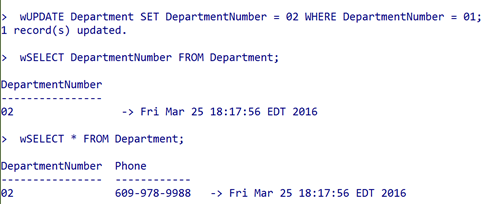 >  wUPDATE Department SET DepartmentNumber = 02 WHERE DepartmentNumber = 01;
1 record(s) updated.
>  wSELECT DepartmentNumber FROM Department;
DepartmentNumber
----------------
02                -> Fri Mar 25 18:17:56 EDT 2016
>  wSELECT * FROM Department;
DepartmentNumber  Phone
----------------  ------------
02                609-978-9988   -> Fri Mar 25 18:17:56 EDT 2016